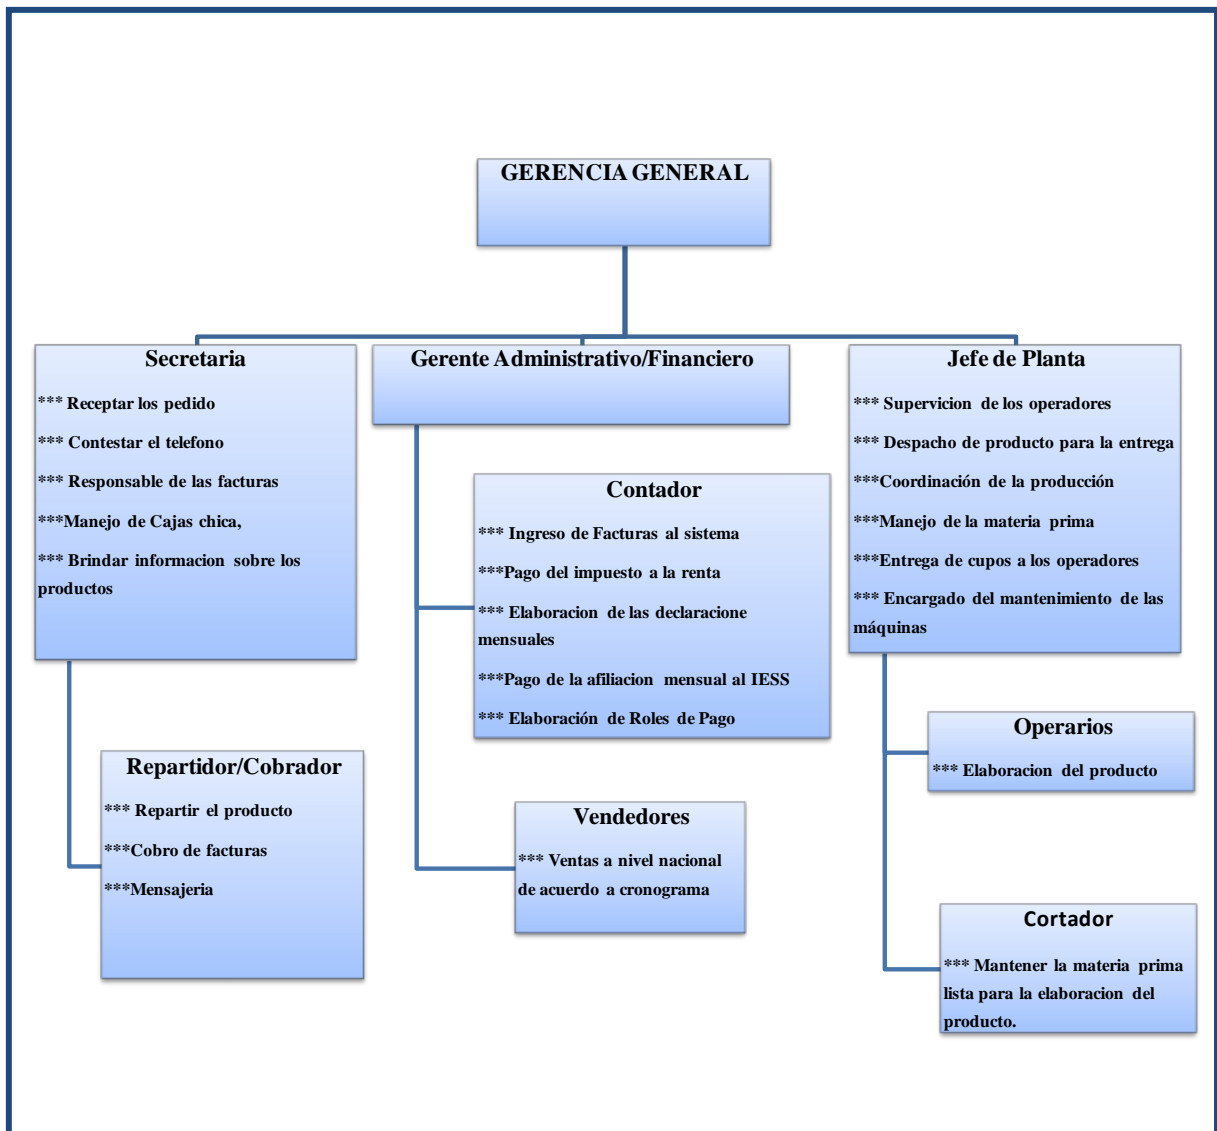 GERENCIA GENERAL
Secretaria
*** Receptar los pedido
*** Contestar el telefono
*** Responsable de las facturas
***Manejo de Cajas chica,
*** Brindar informacion sobre los
productos
Repartidor/Cobrador
*** Repartir el producto
***Cobro de facturas
***Mensajeria
Gerente Administrativo/Financiero
Contador
*** Ingreso de Facturas al sistema
***Pago del impuesto a la renta
*** Elaboracion de las declaracione
mensuales
***Pago de la afiliacion mensual al IESS
*** Elaboración de Roles de Pago
Vendedores
*** Ventas a nivel nacional
de acuerdo a cronograma
Jefe de Planta
*** Supervicion de los operadores
*** Despacho de producto para la entrega
***Coordinación de la producción
***Manejo de la materia prima
***Entrega de cupos a los operadores
*** Encargado del mantenimiento de las
máquinas
Operarios
*** Elaboracion del producto
Cortador
*** Mantener la materia prima
lista para la elaboracion del
producto.